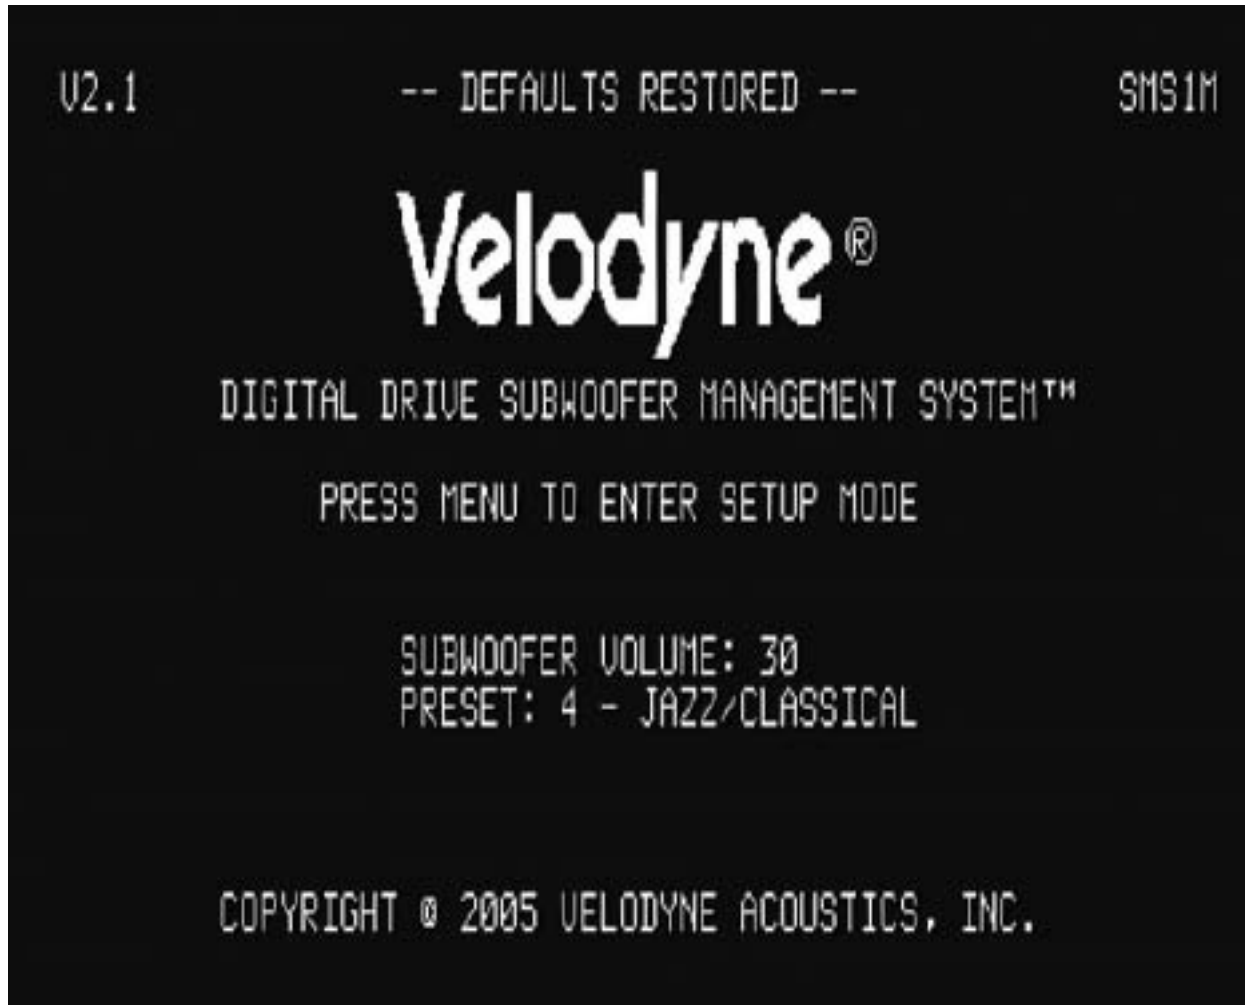 V2.1 -- DEFAULTS RESTORED -- SMS1M
Velodyne®
DIGITAL DRIVE SUBWOOFER MANAGEMENT SYSTEM™
PRESS MENU TO ENTER SETUP MODE
SUBWOOFER VOLUME: 30
PRESET: 4 - JAZZ/CLASSICAL
COPYRIGHT © 2005 VELODYNE ACOUSTICS, INC.